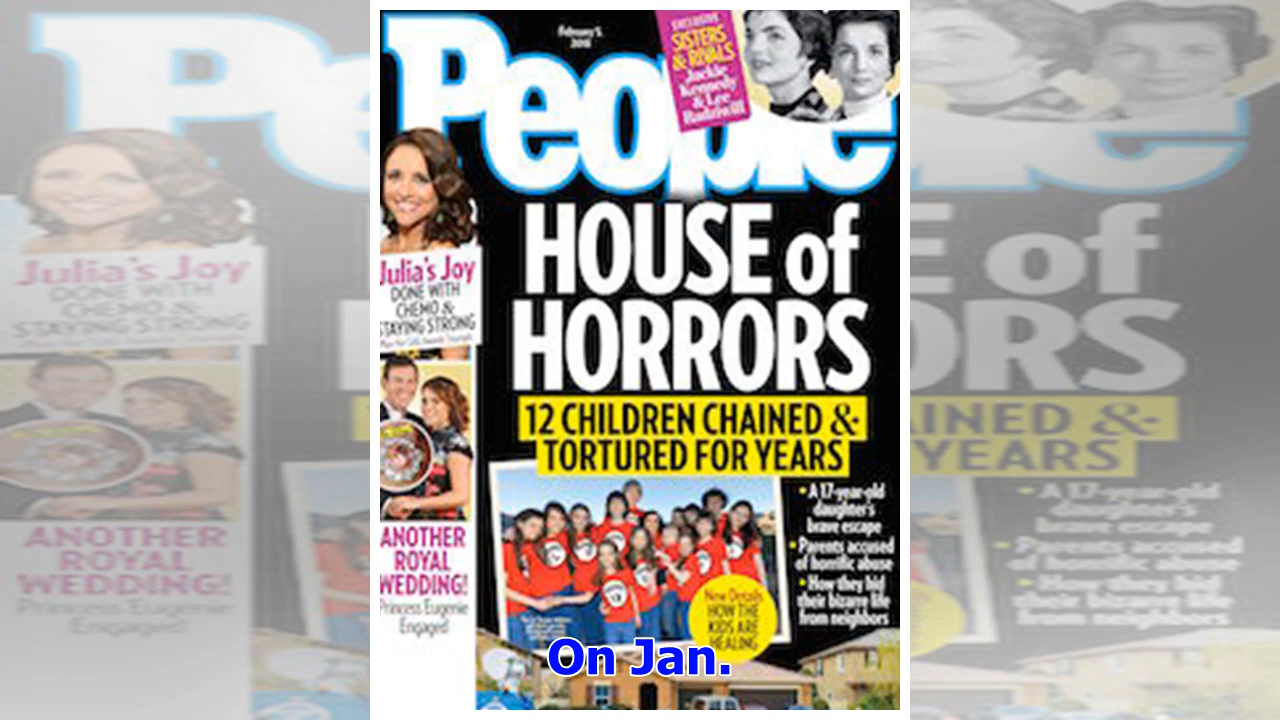 February 5,
2018
People
EXCLUSIVE
SISTERS
& RIVALS
Jackie
Kennedy
& Lee
Radziwill
Julia's Joy
DONE WITH
CHEMO &
STAYING STRONG
ANOTHER
ROYAL
WEDDING!
Princess Eugenie
Engaged
HOUSE of
HORRORS
12 CHILDREN CHAINED &
TORTURED FOR YEARS
• A 17-year-old
daughter's
brave escape
• Parents accused
of horrific abuse
• How they hid
their bizarre life
from neighbors
New Details
HOW THE
KIDS ARE
HEALING
On Jan.